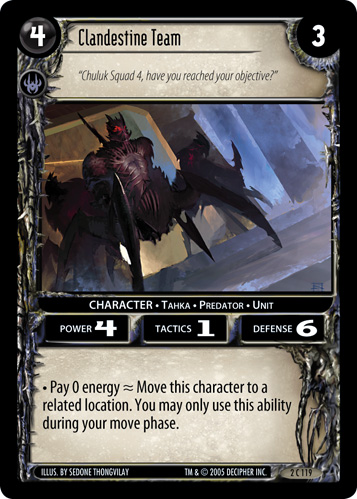 4 Clandestine Team 3
"Chuluk Squad 4, have you reached your objective?"
CHARACTER • TAHKA • PREDATOR • UNIT
POWER 4 TACTICS 1 DEFENSE 6
• Pay 0 energy ≈ Move this character to a
related location. You may only use this ability
during your move phase.
ILLUS. BY SEDONE THONGVILAY TM & © 2005 DECIPHER INC. 2 C 119